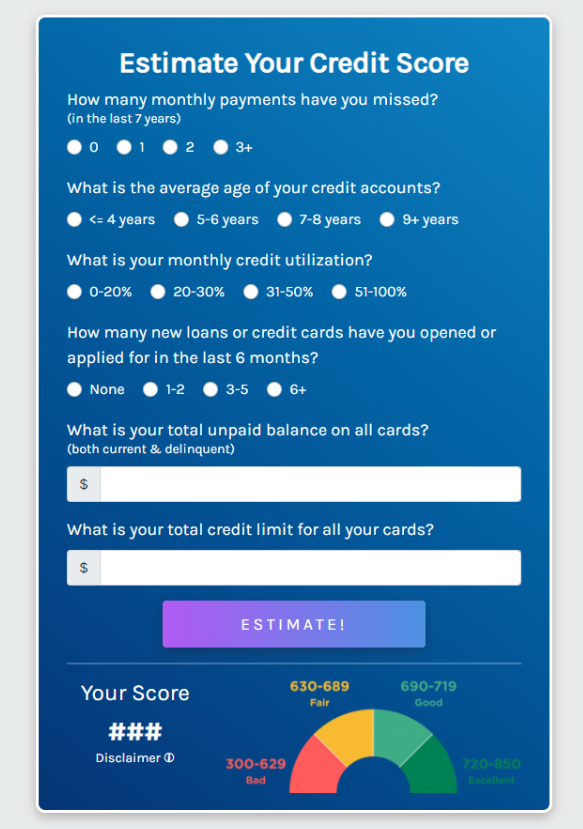 Estimate Your Credit Score
How many monthly payments have you missed?
(in the last 7 years)
0 1 2 3+
What is the average age of your credit accounts?
<= 4 years 5-6 years 7-8 years 9+ years
What is your monthly credit utilization?
0-20% 20-30% 31-50% 51-100%
How many new loans or credit cards have you opened or
applied for in the last 6 months?
None 1-2 3-5 6+
What is your total unpaid balance on all cards?
(both current & delinquent)
$
What is your total credit limit for all your cards?
$
ESTIMATE!
Your Score
###
Disclaimer
300-629
Bad
630-689
Fair
690-719
Good
720-850
Excellent